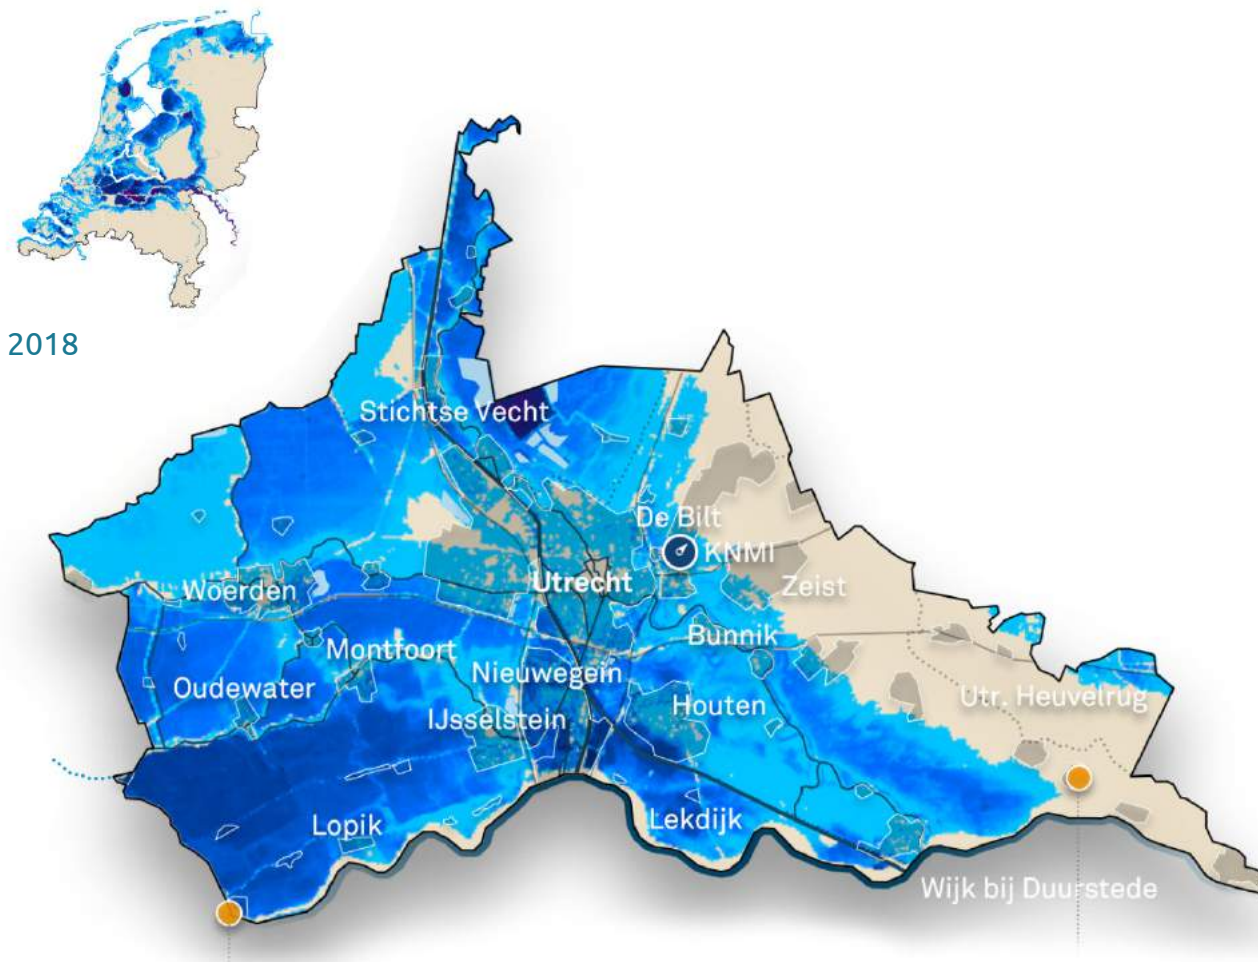 2018
Stichtse Vecht
De Bilt
KNMI
Utrecht
Zeist
Woerden
Bunnik
Montfoort
Nieuwegein
Oudewater
Utr. Heuvelrug
Houten
IJsselstein
Lopik
Lekdijk
Wijk bij Duurstede